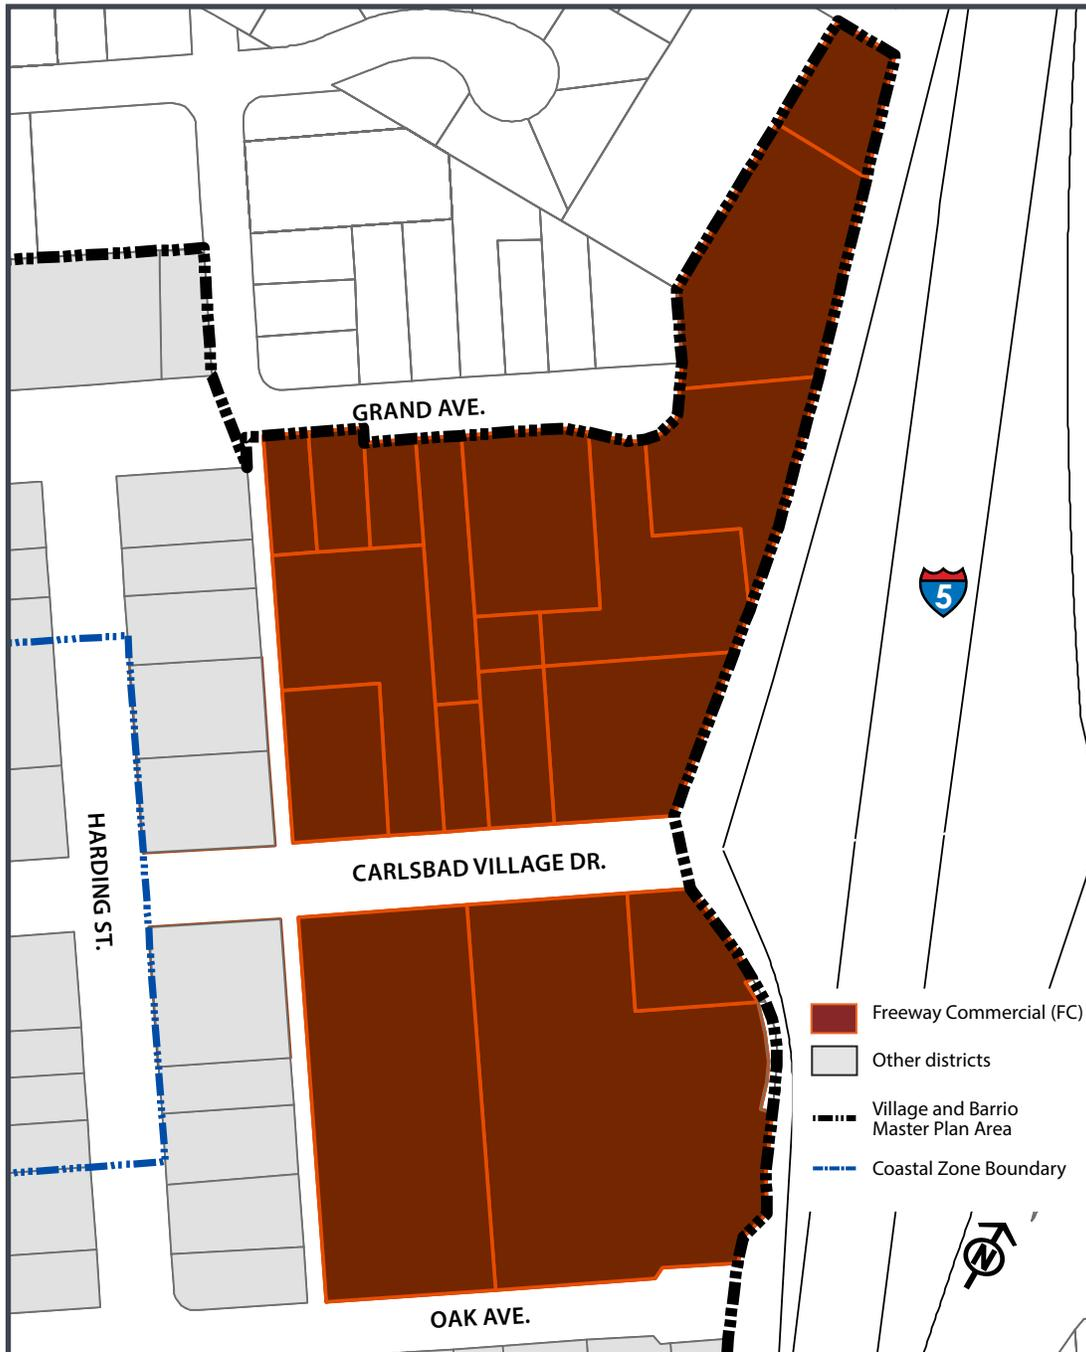 GRAND AVE.
5
HARDING ST.
CARLSBAD VILLAGE DR.
Freeway Commercial (FC)
Other districts
Village and Barrio
Master Plan Area
Coastal Zone Boundary
N
OAK AVE.